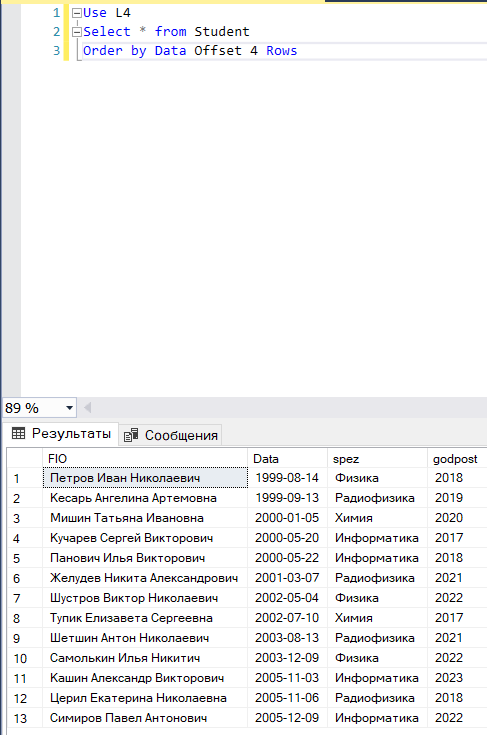 1 Use L4
2 Select * from Student
3 Order by Data Offset 4 Rows
89 %
Результаты Сообщения
FIO Data spez godpost
1 Петров Иван Николаевич 1999-08-14 Физика 2018
2 Кесарь Ангелина Артемовна 1999-09-13 Радиофизика 2019
3 Мишин Татьяна Ивановна 2000-01-05 Химия 2020
4 Кучарев Сергей Викторович 2000-05-20 Информатика 2017
5 Панович Илья Викторович 2000-05-22 Информатика 2018
6 Желудев Никита Александрович 2001-03-07 Радиофизика 2021
7 Шустров Виктор Николаевич 2002-05-04 Физика 2022
8 Тупик Елизавета Сергеевна 2002-07-10 Химия 2017
9 Шетшин Антон Николаевич 2003-08-13 Радиофизика 2021
10 Самолькин Илья Никитич 2003-12-09 Физика 2022
11 Кашин Александр Викторович 2005-11-03 Информатика 2023
12 Церил Екатерина Николаевна 2005-11-06 Радиофизика 2018
13 Симиров Павел Антонович 2005-12-09 Информатика 2022